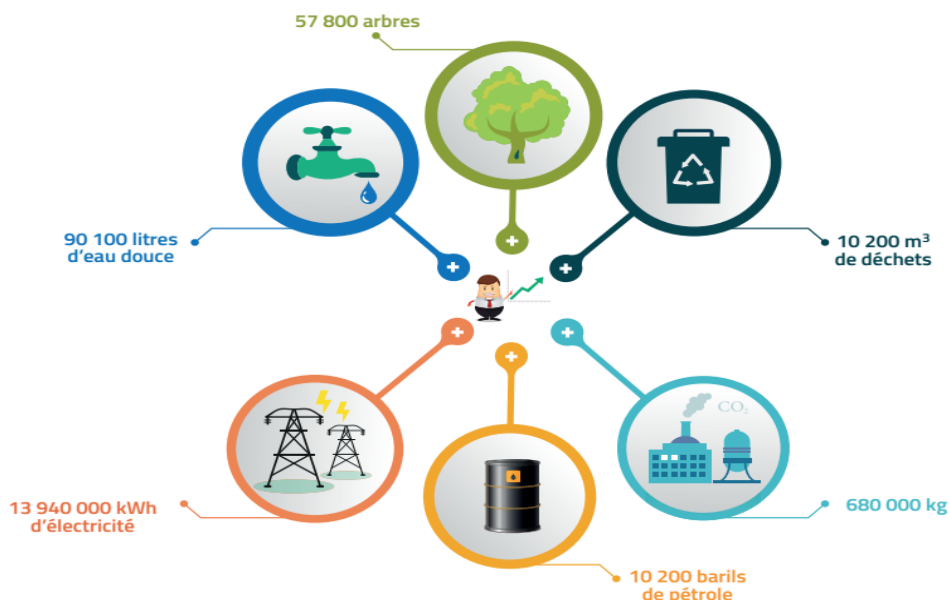 57 800 arbres
90 100 litres
d'eau douce
10 200 m³
de déchets
CO₂
13 940 000 kWh
d'électricité
680 000 kg
10 200 barils
de pétrole